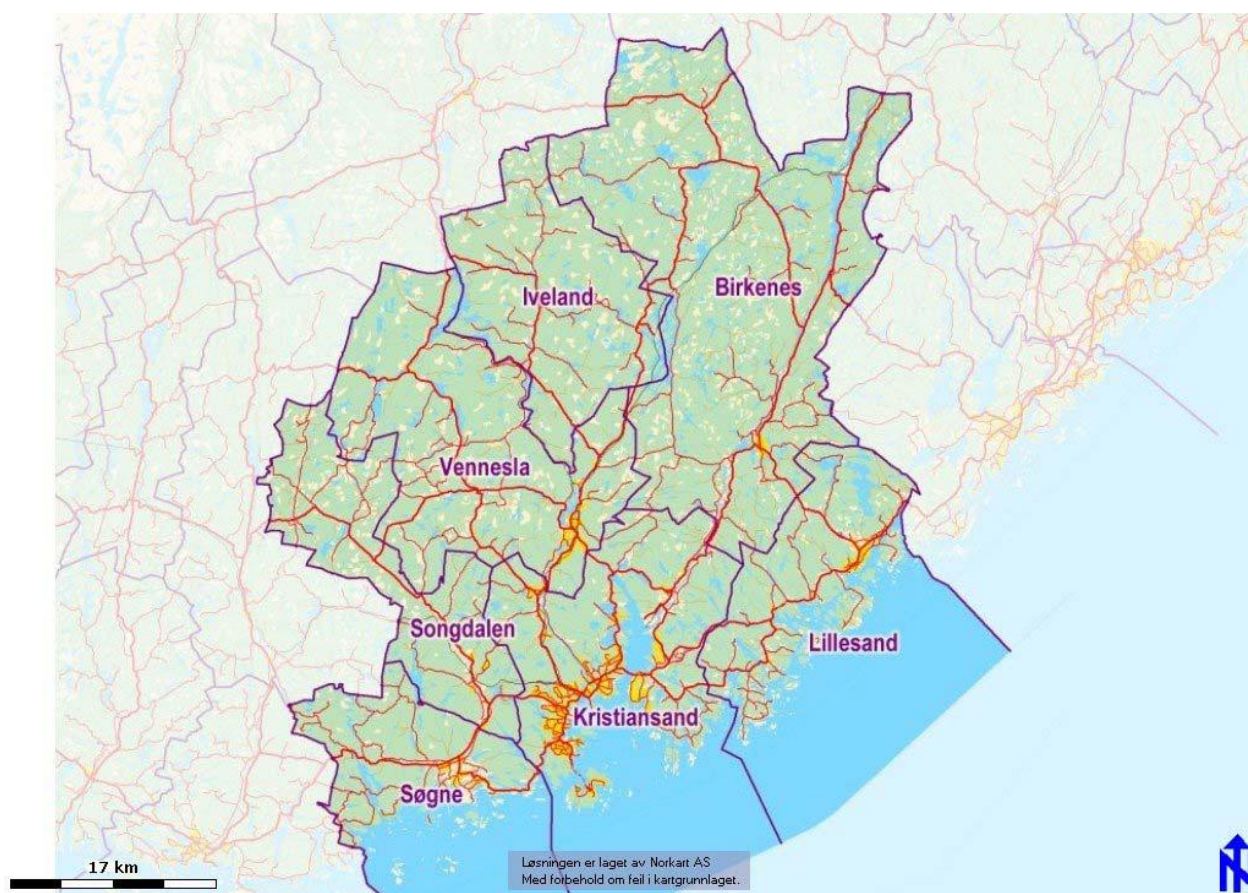 Iveland
Birkenes
Vennesla
Songdalen
Lillesand
Kristiansand
Søgne
17 km
Løsningen er laget av Norkart AS
Med forbehold om feil i kartgrunnlaget.
N